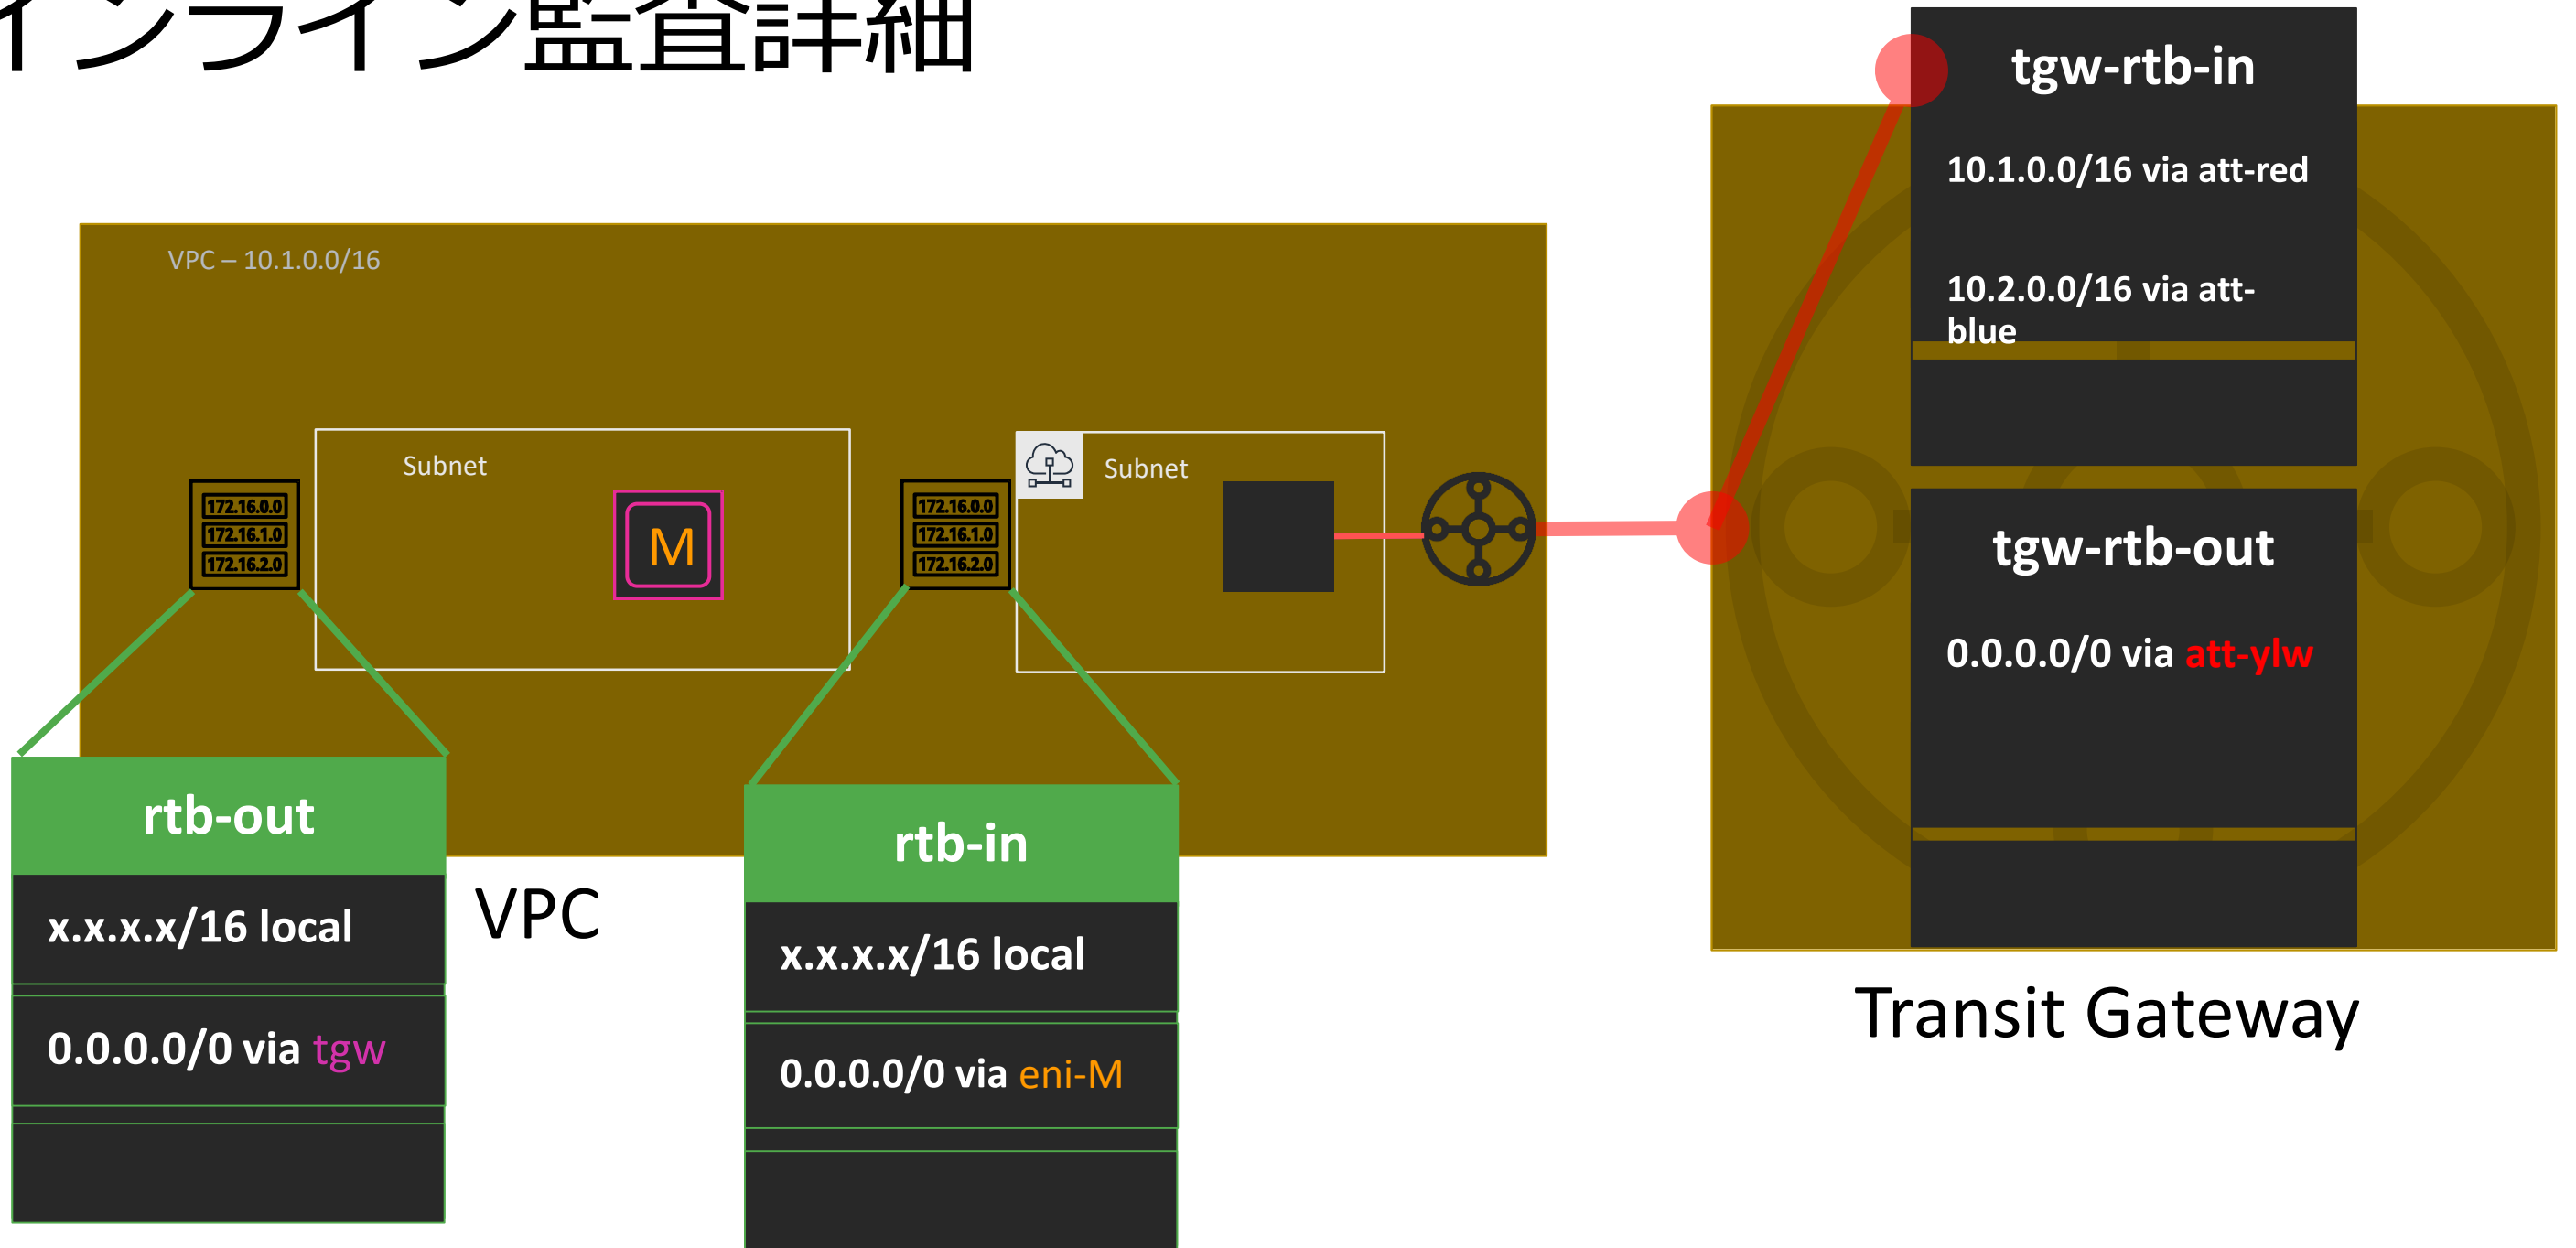 インライン監査詳細
tgw-rtb-in
10.1.0.0/16 via att-red
10.2.0.0/16 via att-
blue
VPC – 10.1.0.0/16
Subnet
M
Subnet
172.16.0.0
172.16.1.0
172.16.2.0
172.16.0.0
172.16.1.0
172.16.2.0
tgw-rtb-out
0.0.0.0/0 via att-ylw
rtb-out
x.x.x.x/16 local
0.0.0.0/0 via tgw
VPC
rtb-in
x.x.x.x/16 local
0.0.0.0/0 via eni-M
Transit Gateway